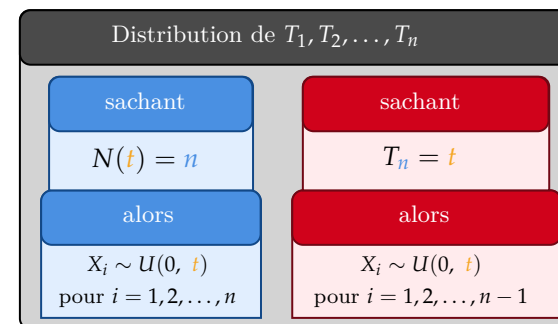 Distribution de T₁, T₂, . . . , Tₙ
sachant
N(t) = n
alors
Xᵢ ∼ U(0, t)
pour i = 1, 2, . . . , n
sachant
Tₙ = t
alors
Xᵢ ∼ U(0, t)
pour i = 1, 2, . . . , n − 1